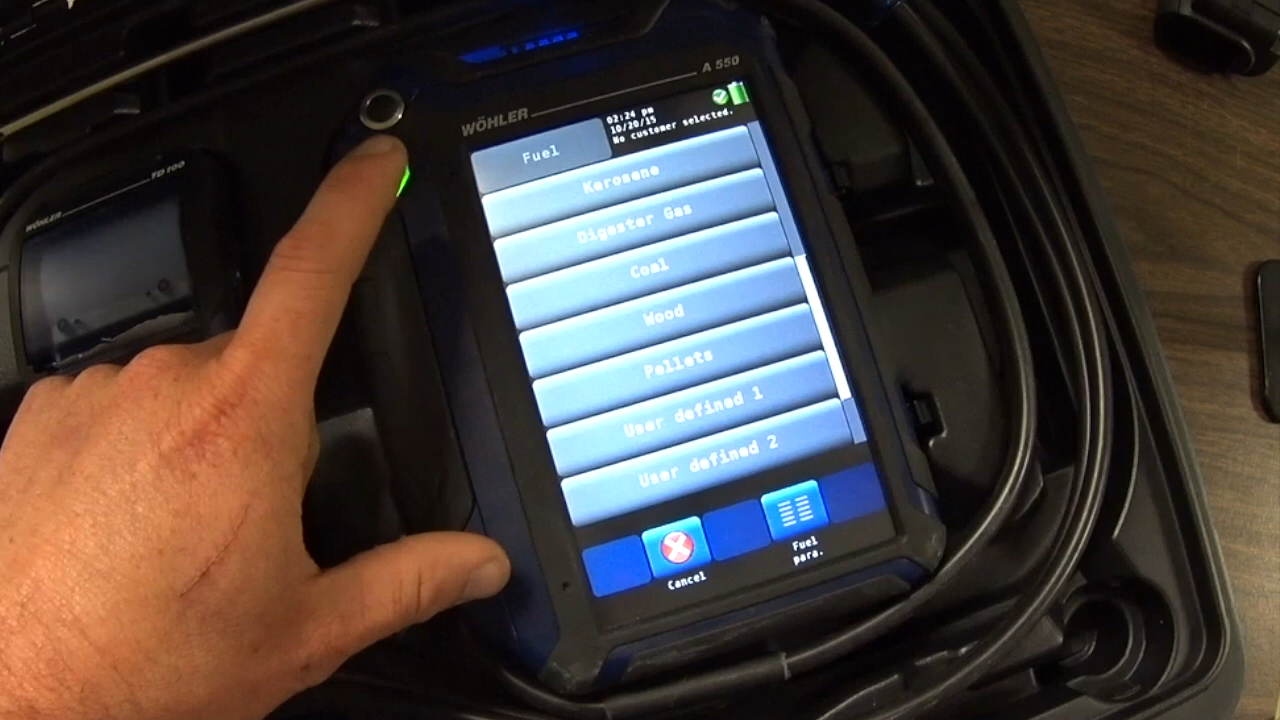 A 550
WÖHLER
02:24 pm
10/20/15
No customer selected.
Fuel
Kerosene
Digester Gas
Coal
Wood
Pellets
User defined 1
User defined 2
Cancel
Fuel
para.
TD 100
WÖHLER